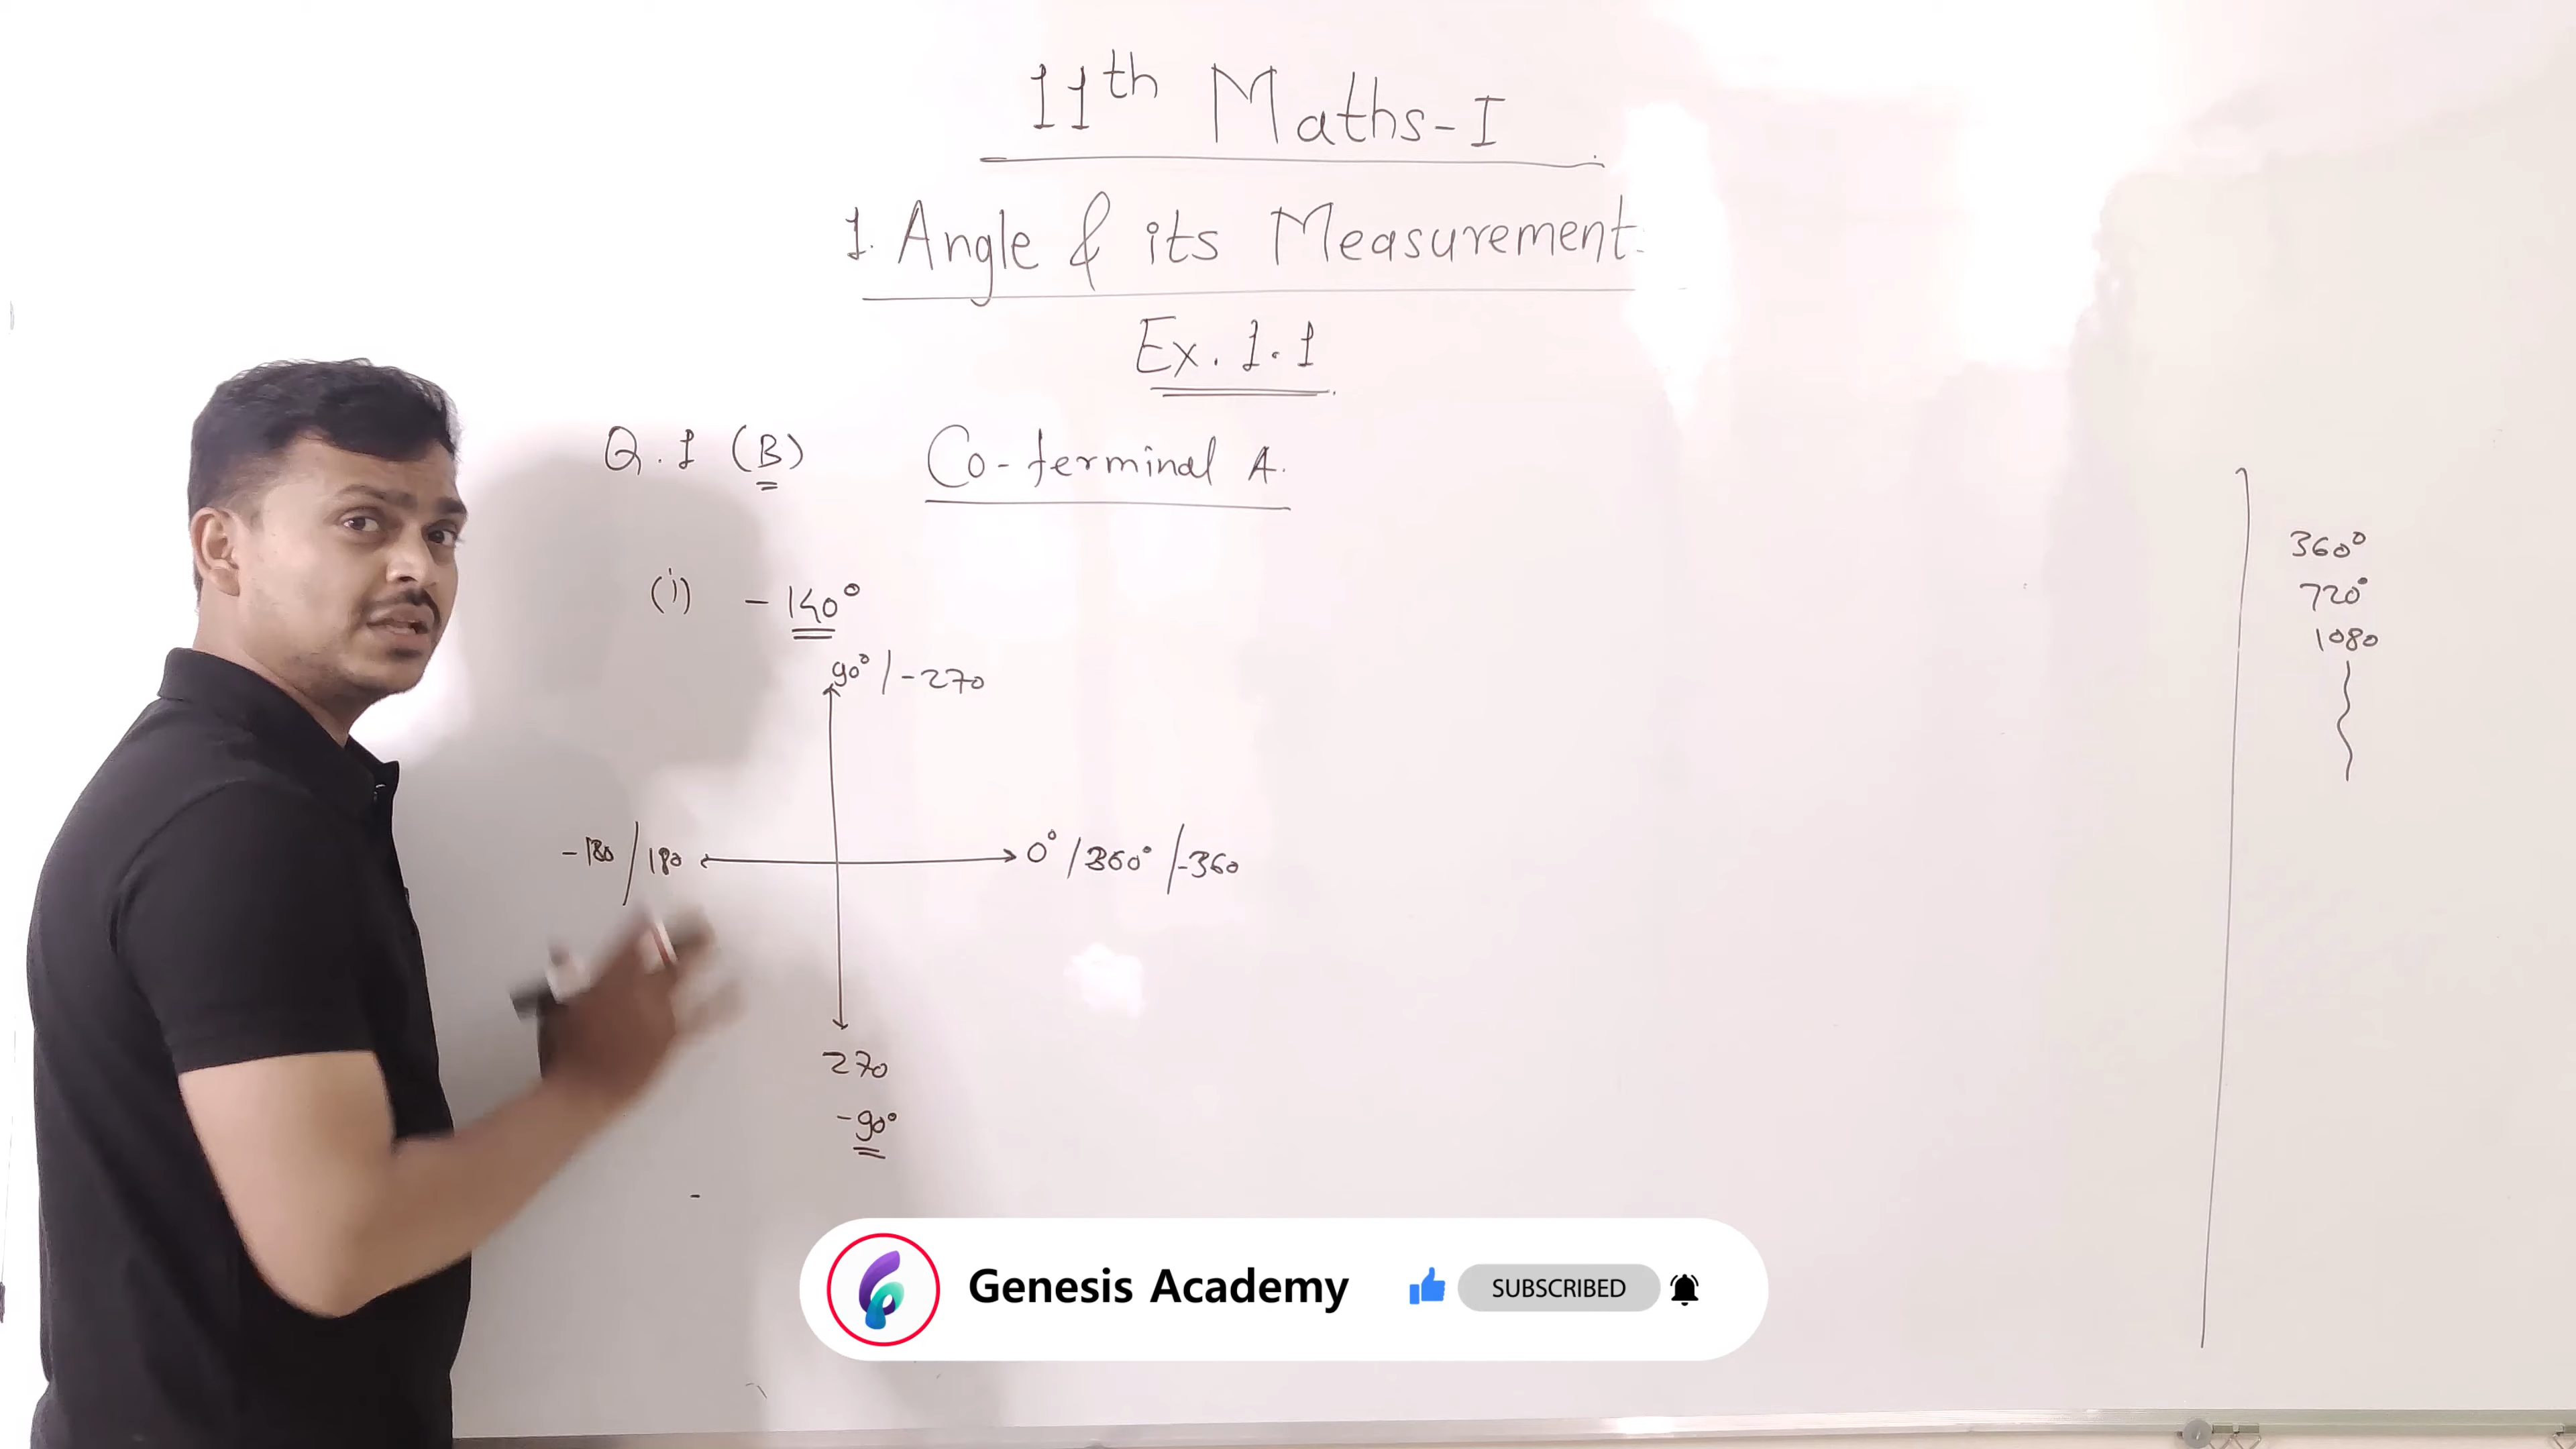 11th Maths-I
1. Angle & its Measurement.
Ex. 1.1
Q.1 (B) Co-terminal A.
(i) - 140°
90° / -270
-180 / 180
0° / 360° / -360
270
-90°
360°
720°
1080
Genesis Academy SUBSCRIBED